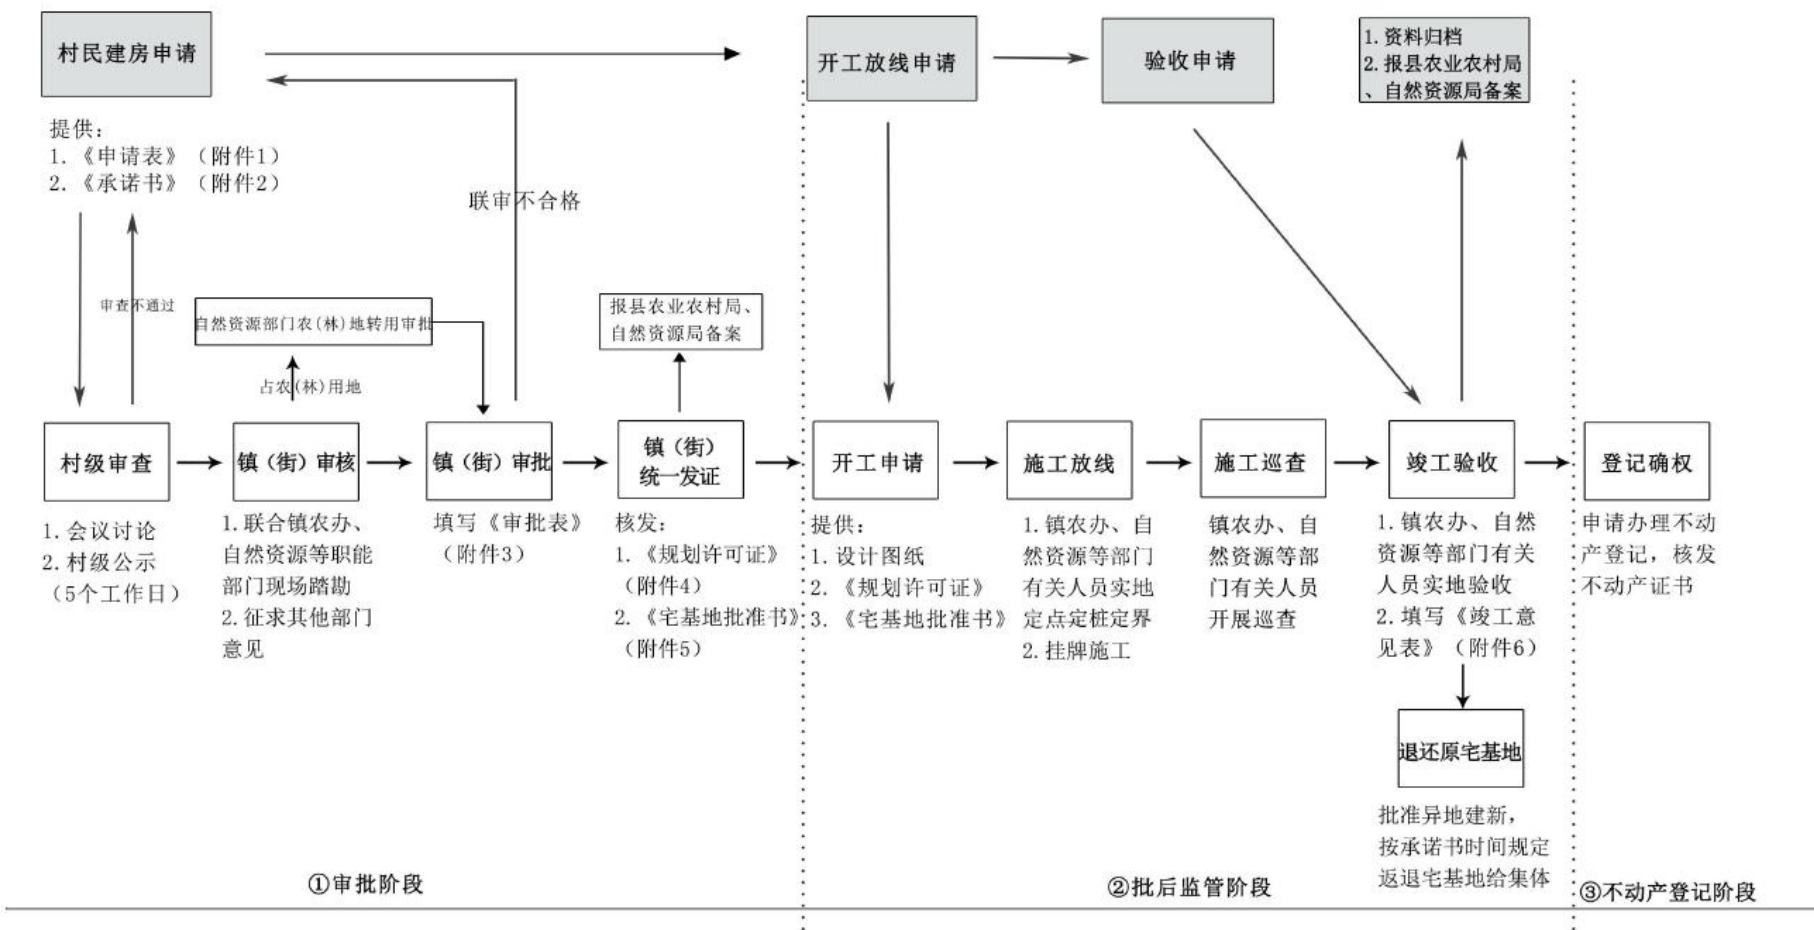 村民建房申请
开工放线申请
验收申请
1.资料归档
2.报县农业农村局
、自然资源局备案
提供：
1.《申请表》（附件1）
2.《承诺书》（附件2）
联审不合格
审查不通过
自然资源部门农(林)地转用审批
占农(林)用地
报县农业农村局、
自然资源局备案
村级审查
镇（街）审核
镇（街）审批
镇（街）
统一发证
开工申请
施工放线
施工巡查
竣工验收
登记确权
1.会议讨论
2.村级公示
（5个工作日）
1.联合镇农办、
自然资源等职能
部门现场踏勘
2.征求其他部门
意见
填写《审批表》
（附件3）
核发：
1.《规划许可证》
（附件4）
2.《宅基地批准书》
（附件5）
提供：
1.设计图纸
2.《规划许可证》
3.《宅基地批准书》
1.镇农办、自
然资源等部门
有关人员实地
定点定桩定界
2.挂牌施工
镇农办、自
然资源等部
门有关人员
开展巡查
1.镇农办、自然
资源等部门有关
人员实地验收
2.填写《竣工意
见表》（附件6）
申请办理不动
产登记，核发
不动产证书
退还原宅基地
批准异地建新，
按承诺书时间规定
返退宅基地给集体
①审批阶段
②批后监管阶段
③不动产登记阶段